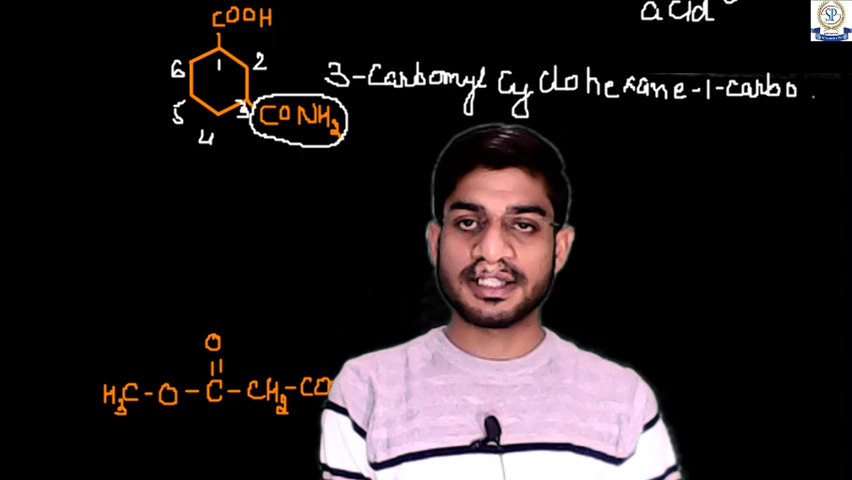 acid
COOH
6 1 2
3-Carbomyl Cyclohexane-1-carbo
5 3 CONH2
4
O
H3C-O-C-CH2-CO